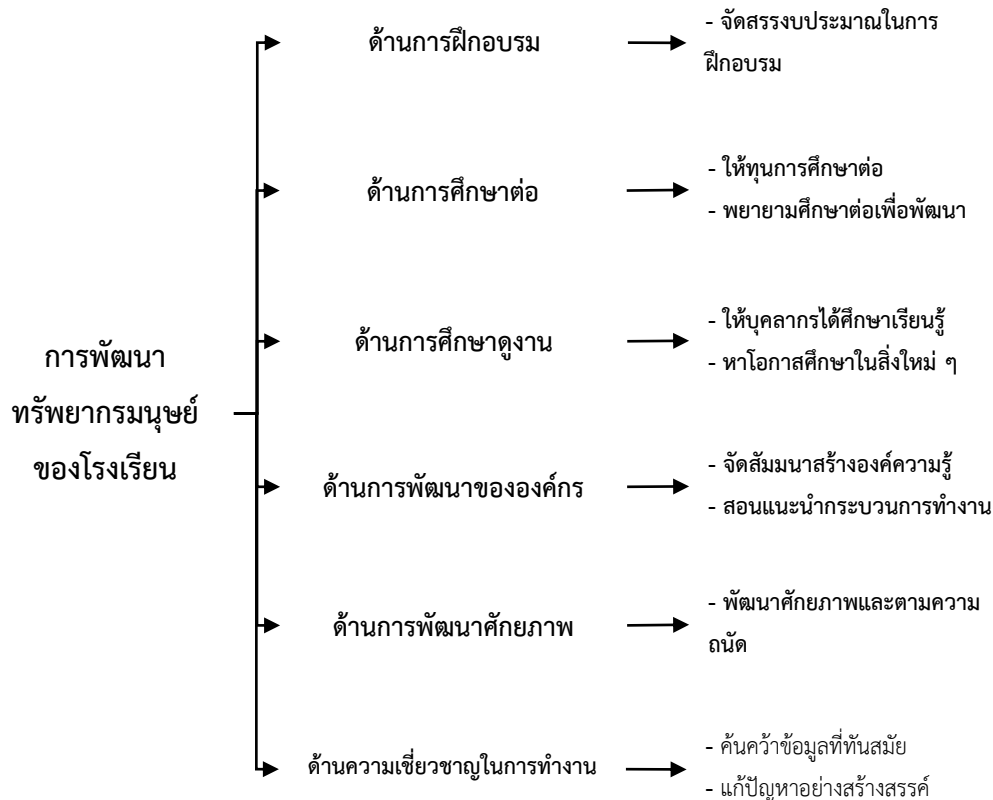 ด้านการฝึกอบรม
- จัดสรรงบประมาณในการ
ฝึกอบรม
ด้านการศึกษาต่อ
- ให้ทุนการศึกษาต่อ
- พยายามศึกษาต่อเพื่อพัฒนา
ด้านการศึกษาดูงาน
- ให้บุคลากรได้ศึกษาเรียนรู้
- หาโอกาสศึกษาในสิ่งใหม่ ๆ
การพัฒนา
ทรัพยากรมนุษย์
ของโรงเรียน
ด้านการพัฒนาขององค์กร
- จัดสัมมนาสร้างองค์ความรู้
- สอนแนะนำกระบวนการทำงาน
ด้านการพัฒนาศักยภาพ
- พัฒนาศักยภาพและตามความ
ถนัด
ด้านความเชี่ยวชาญในการทำงาน
- ค้นคว้าข้อมูลที่ทันสมัย
- แก้ปัญหาอย่างสร้างสรรค์